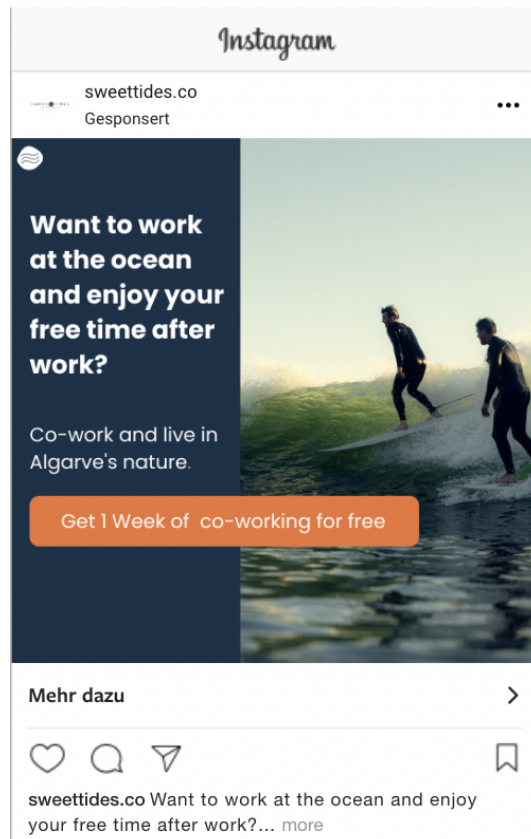 Instagram
sweettides.co
Gesponsert
Want to work
at the ocean
and enjoy your
free time after
work?
Co-work and live in
Algarve's nature.
Get 1 Week of co-working for free
Mehr dazu
sweettides.co Want to work at the ocean and enjoy
your free time after work?... more